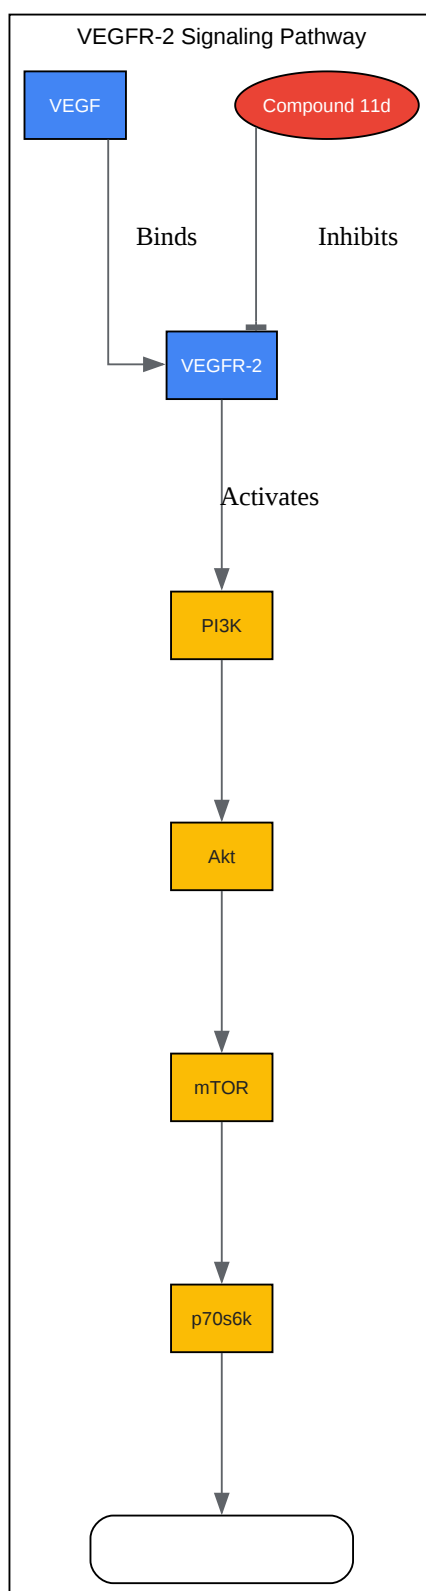 VEGFR-2 Signaling Pathway
VEGF
Compound 11d
Binds
Inhibits
VEGFR-2
Activates
PI3K
Akt
mTOR
p70s6k